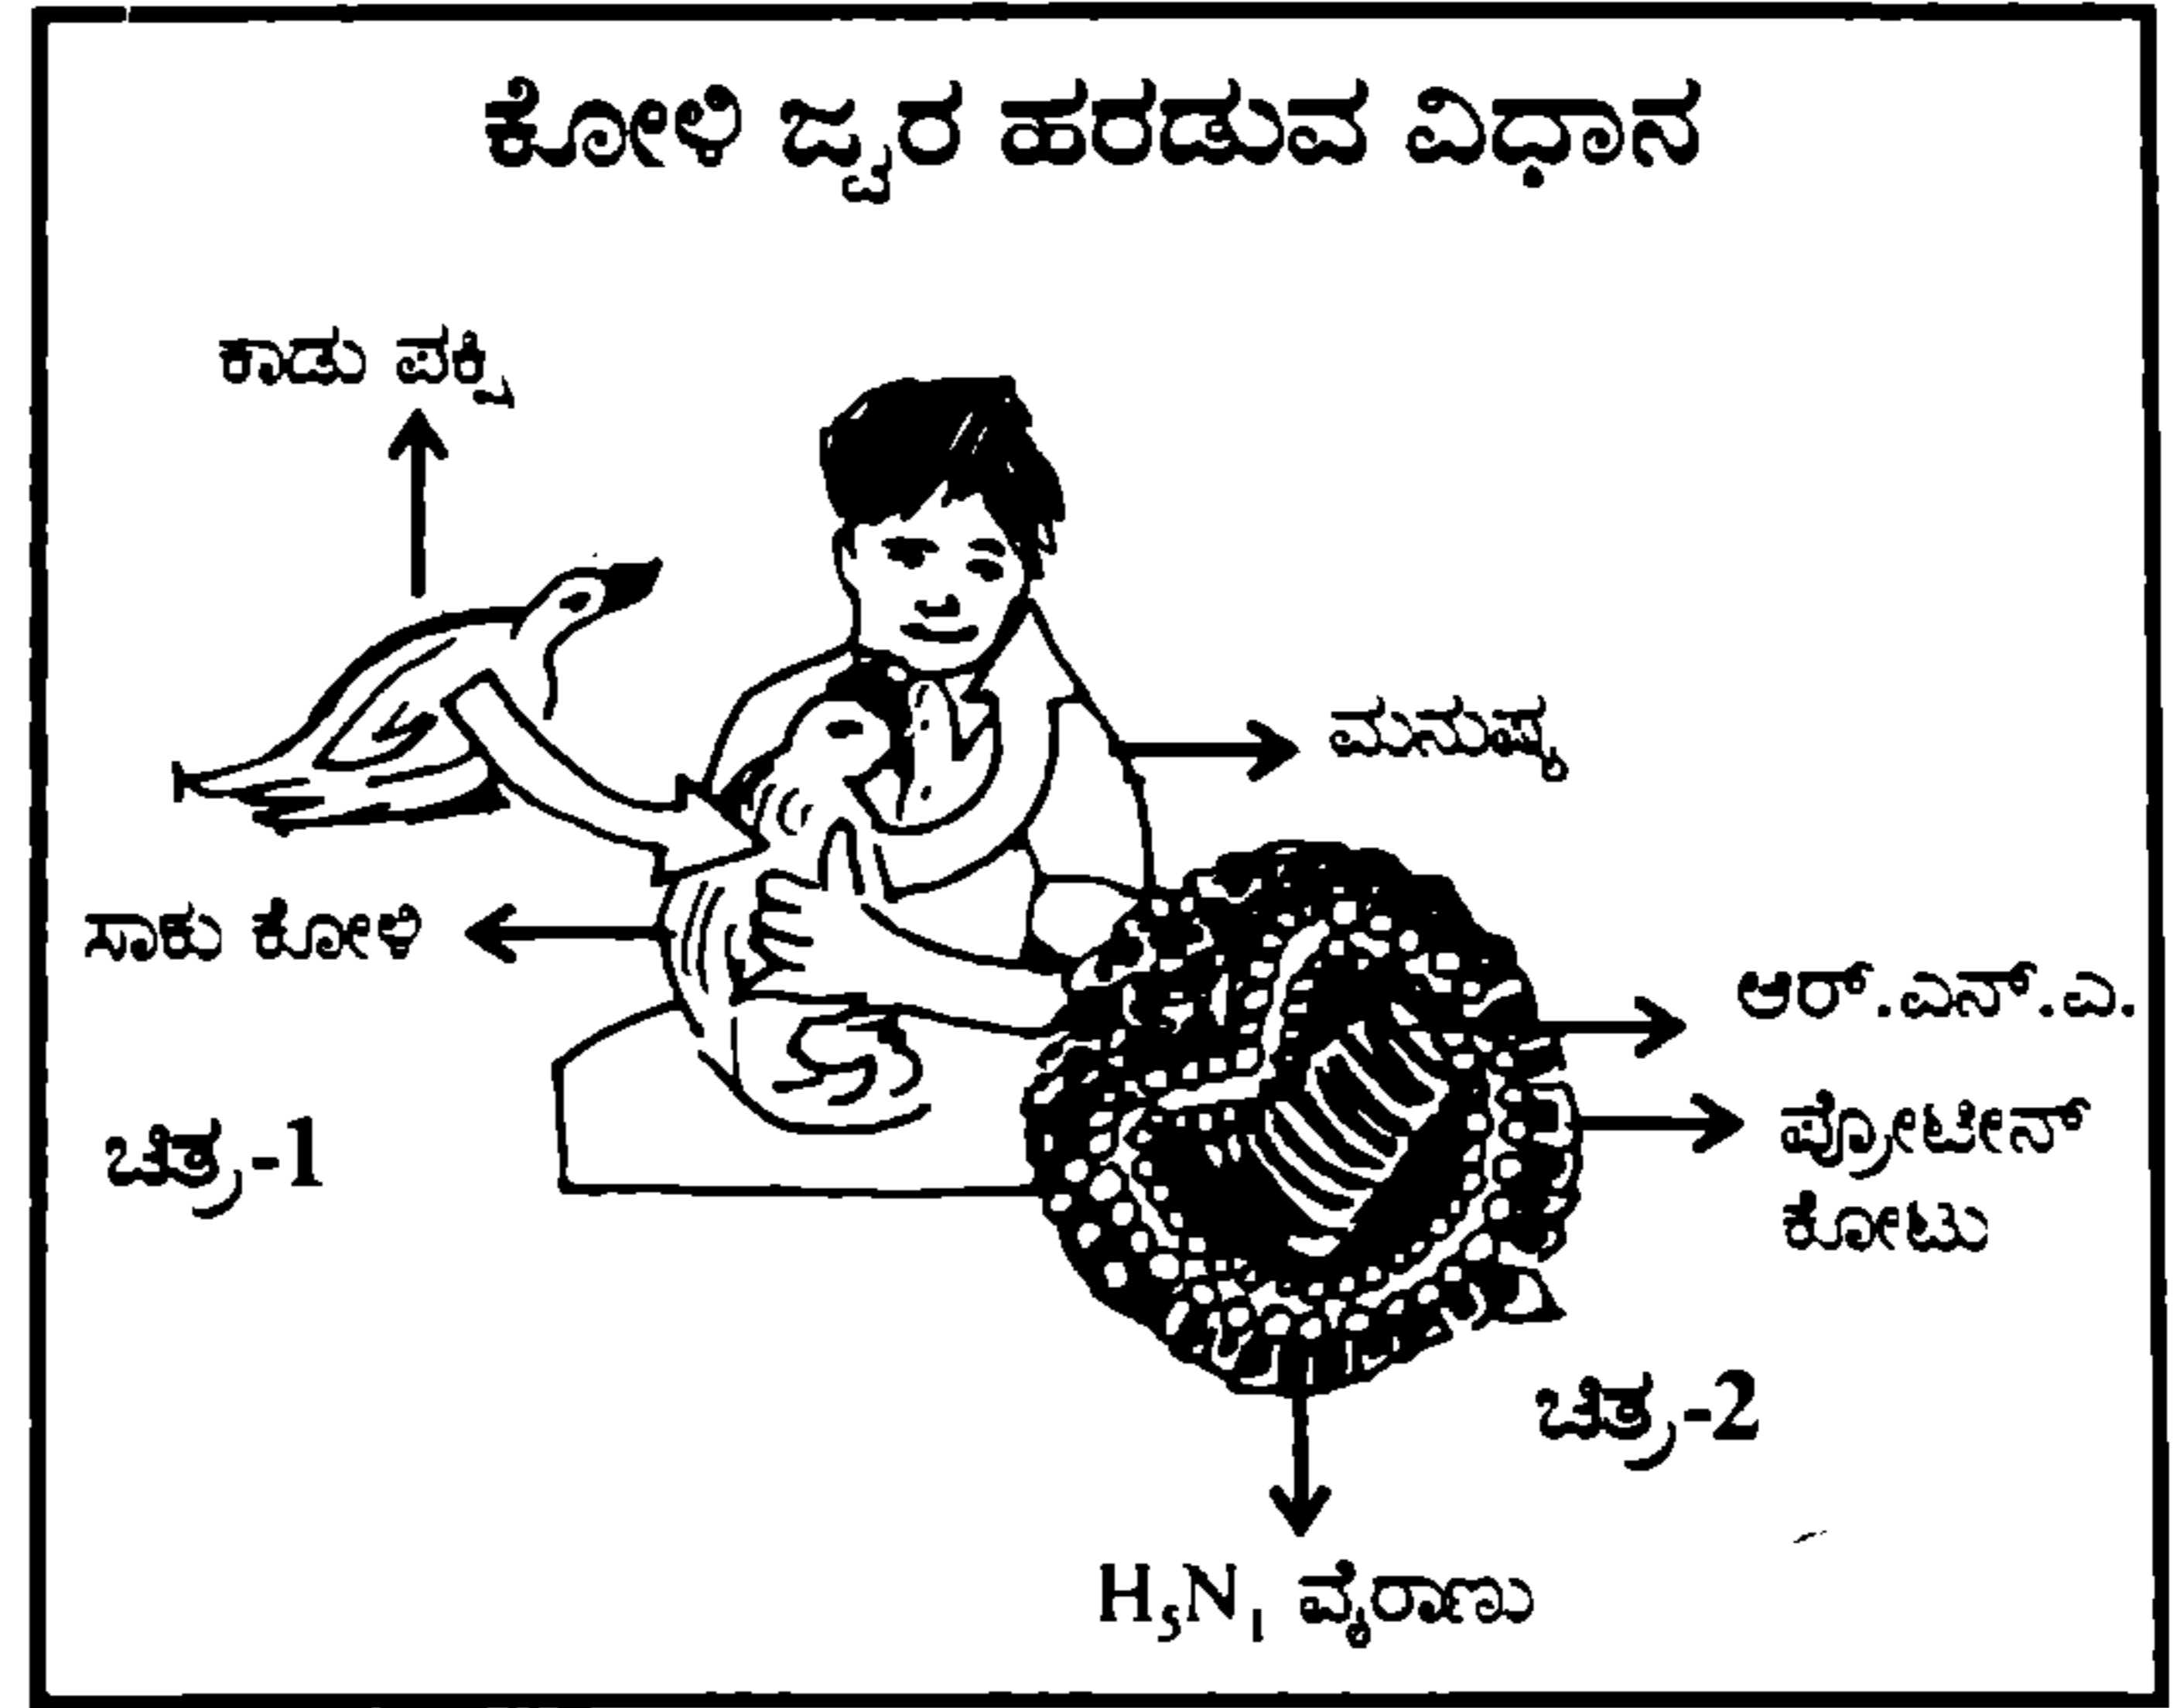 ಕೋಳಿ ಜ್ವರ ಹರಡುವ ವಿಧಾನ
ಕಾಡು ಪಕ್ಷಿ
ಮನುಷ್ಯ
ಸಾಕು ಕೋಳಿ
ಆರ್.ಎನ್.ಎ.
ಪ್ರೋಟೀನ್
ಕೋಟು
ಚಿತ್ರ-1
ಚಿತ್ರ-2
H₅N₁ ವೈರಾಣು